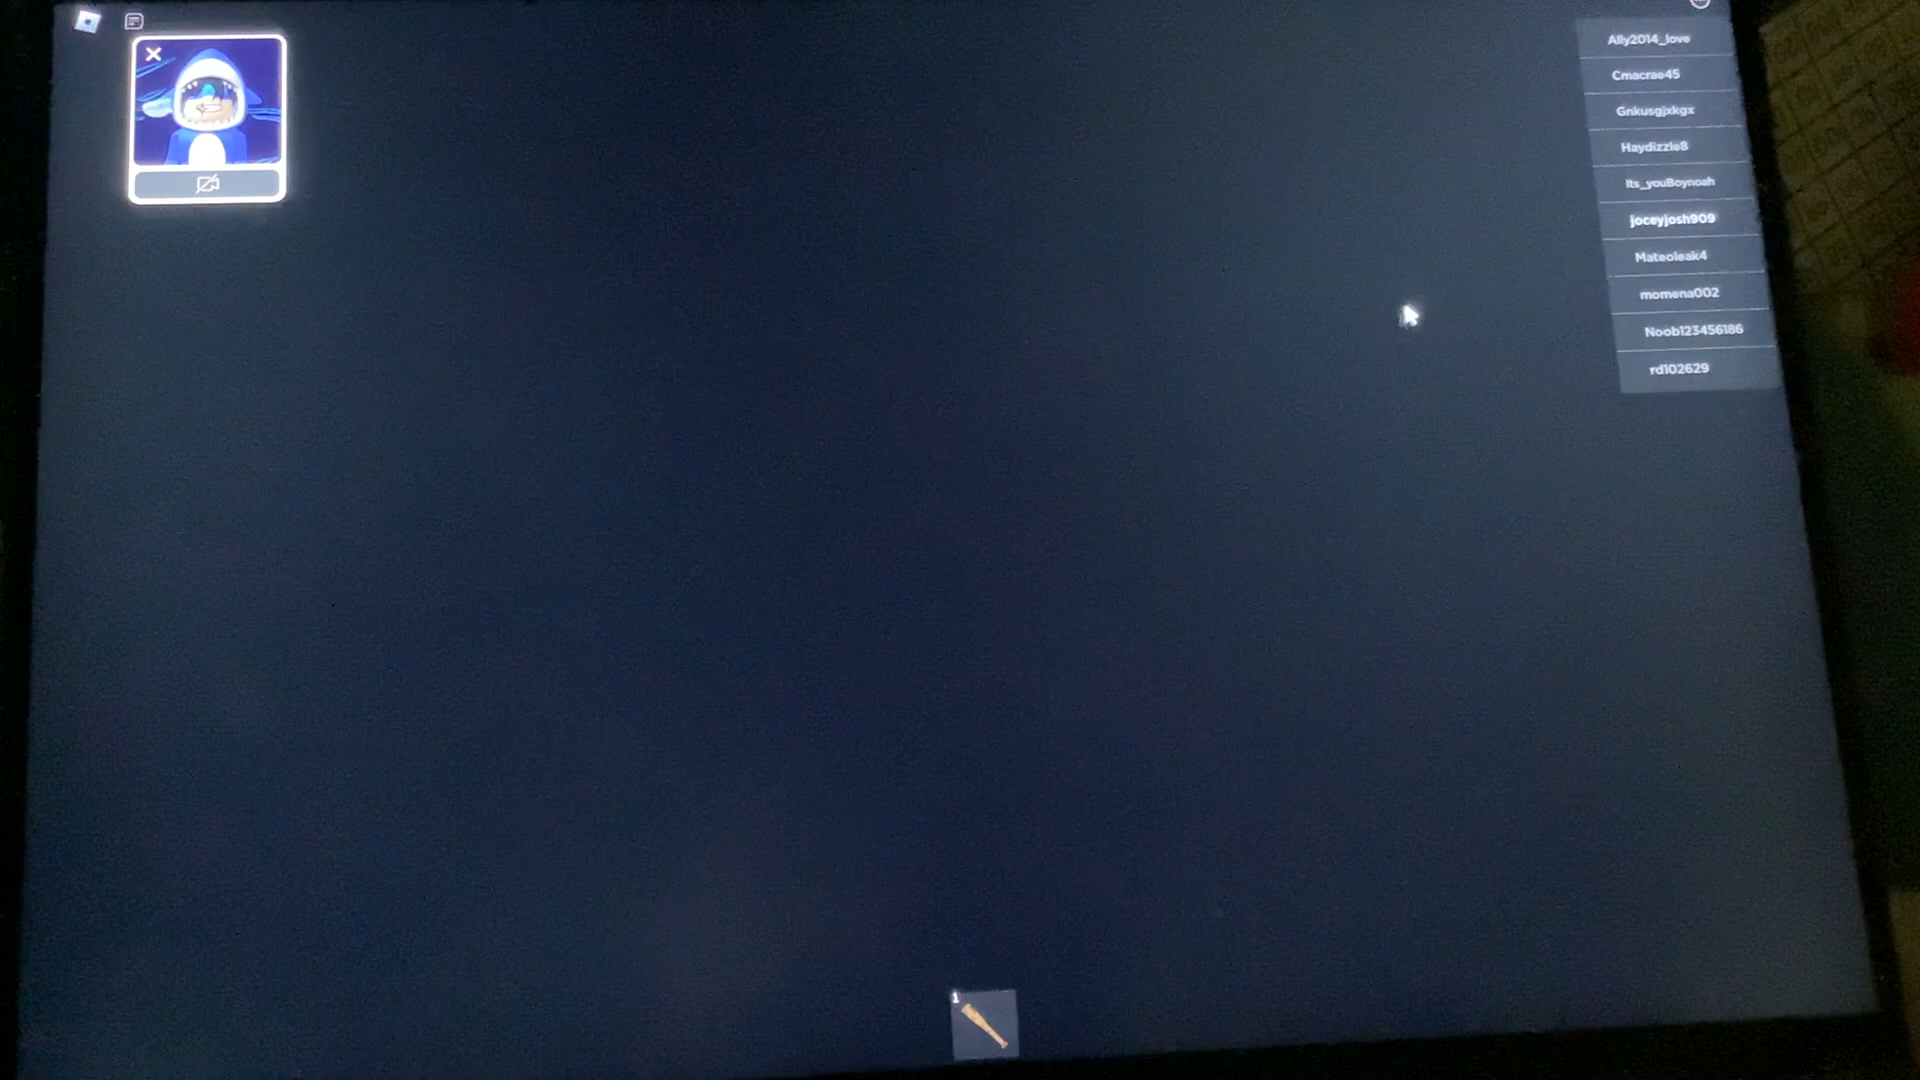 Ally2014_love
Cmacrae45
Gnkusgjxkgx
Haydizzle8
Its_youBoynoah
joceyjosh909
Mateoleak4
momena002
Noob123456186
rd102629
1